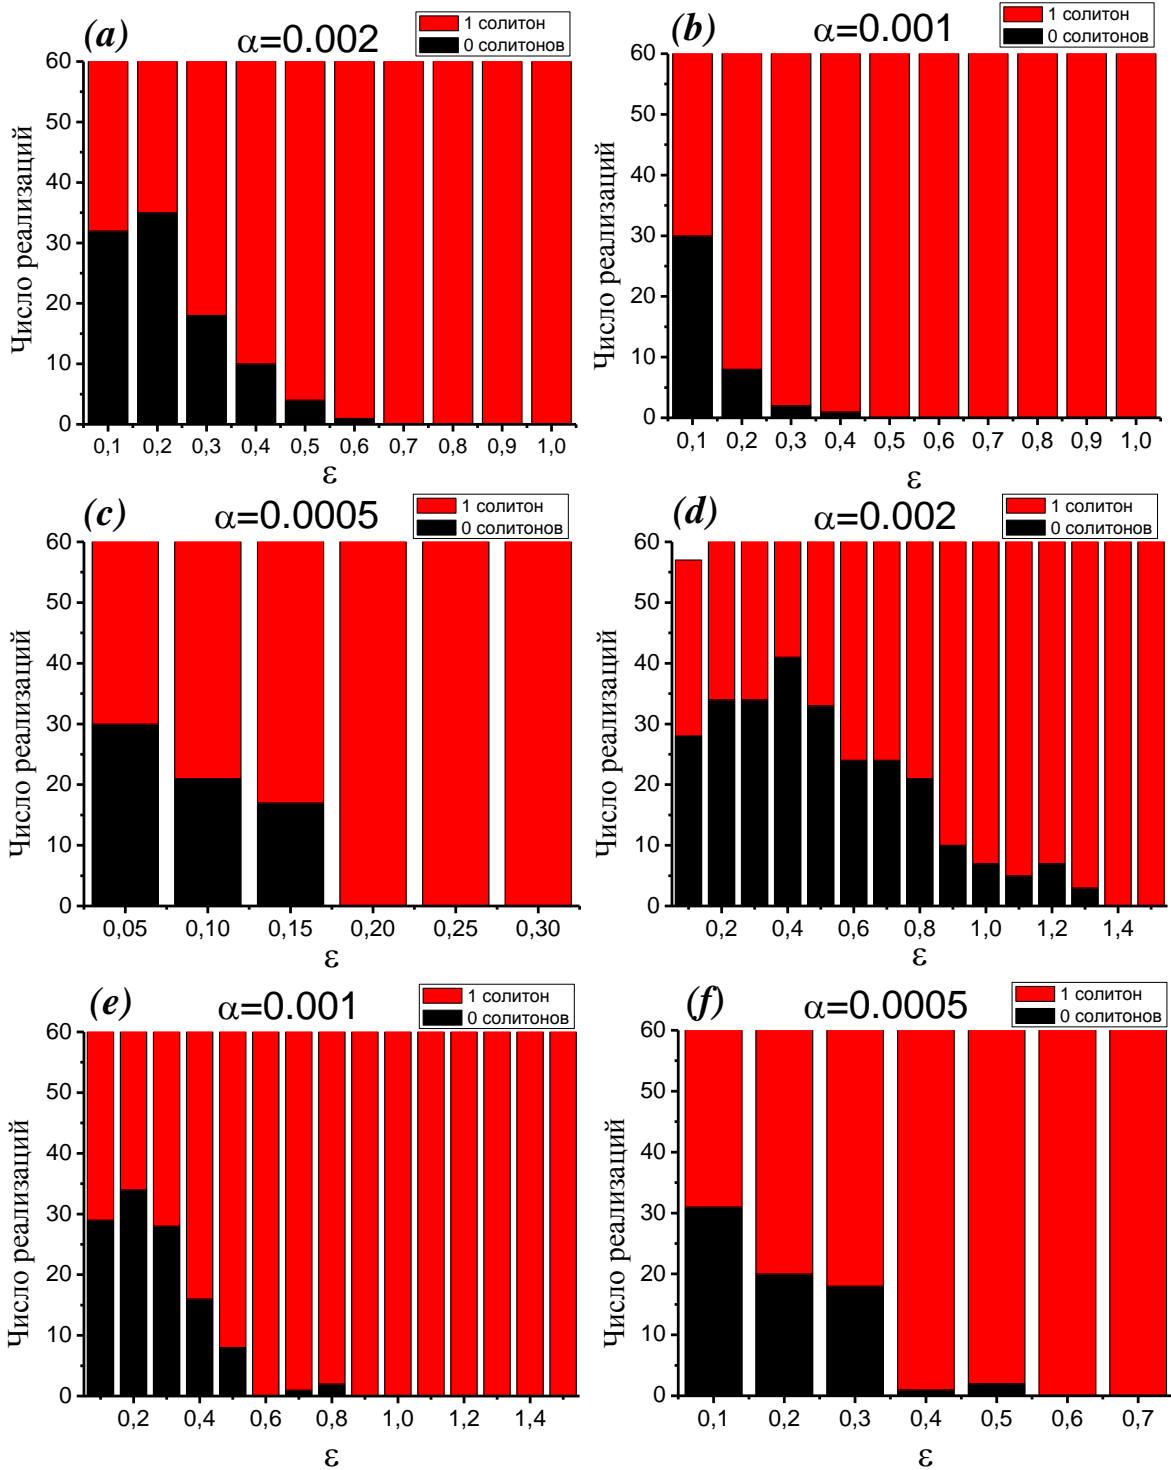 (a)
α=0.002
1 солитон
0 солитонов
Число реализаций
60
50
40
30
20
10
0
0,1 0,2 0,3 0,4 0,5 0,6 0,7 0,8 0,9 1,0
ε
(b)
α=0.001
1 солитон
0 солитонов
Число реализаций
60
50
40
30
20
10
0
0,1 0,2 0,3 0,4 0,5 0,6 0,7 0,8 0,9 1,0
ε
(c)
α=0.0005
1 солитон
0 солитонов
Число реализаций
60
50
40
30
20
10
0
0,05 0,10 0,15 0,20 0,25 0,30
ε
(d)
α=0.002
1 солитон
0 солитонов
Число реализаций
60
50
40
30
20
10
0
0,2 0,4 0,6 0,8 1,0 1,2 1,4
ε
(e)
α=0.001
1 солитон
0 солитонов
Число реализаций
60
50
40
30
20
10
0
0,2 0,4 0,6 0,8 1,0 1,2 1,4
ε
(f)
α=0.0005
1 солитон
0 солитонов
Число реализаций
60
50
40
30
20
10
0
0,1 0,2 0,3 0,4 0,5 0,6 0,7
ε